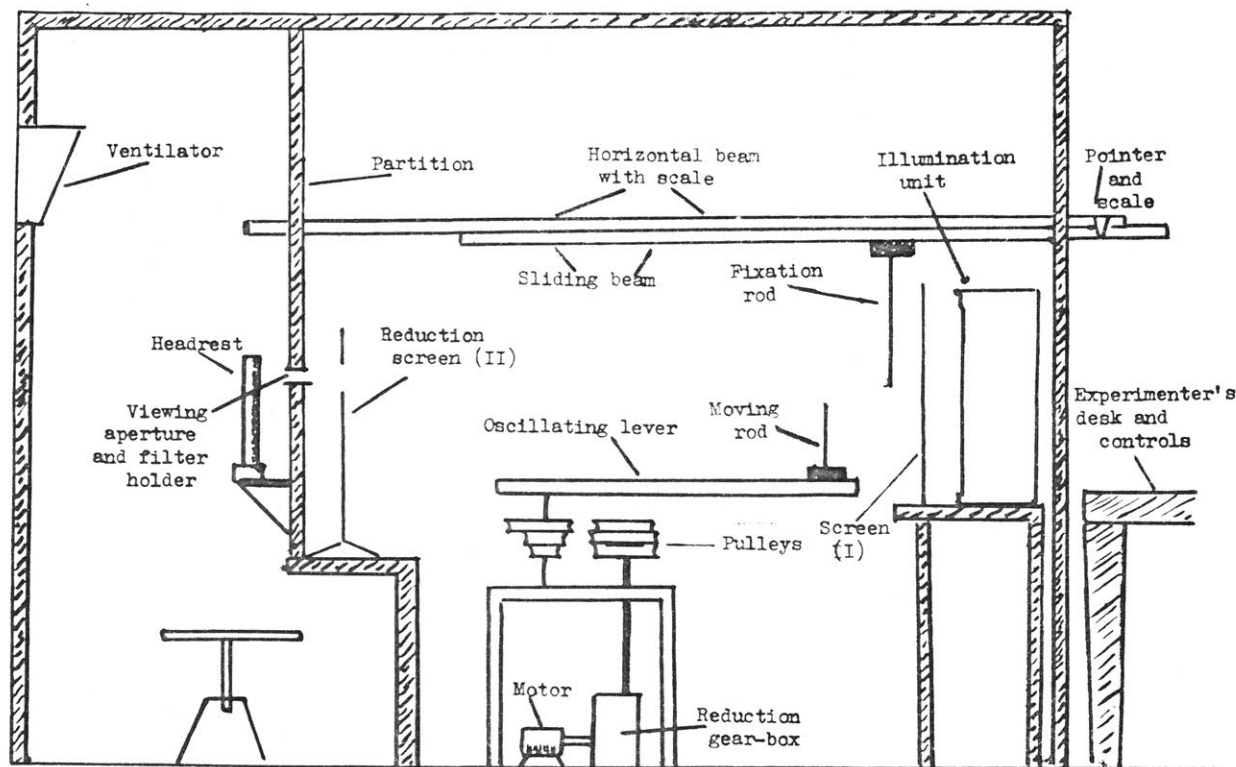 Ventilator
Partition
Horizontal beam
with scale
Illumination
unit
Pointer
and
scale
Sliding beam
Fixation
rod
Headrest
Reduction
screen (II)
Viewing
aperture
and filter
holder
Oscillating lever
Moving
rod
Experimenter's
desk and
controls
Pulleys
Screen
(I)
Motor
Reduction
gear-box